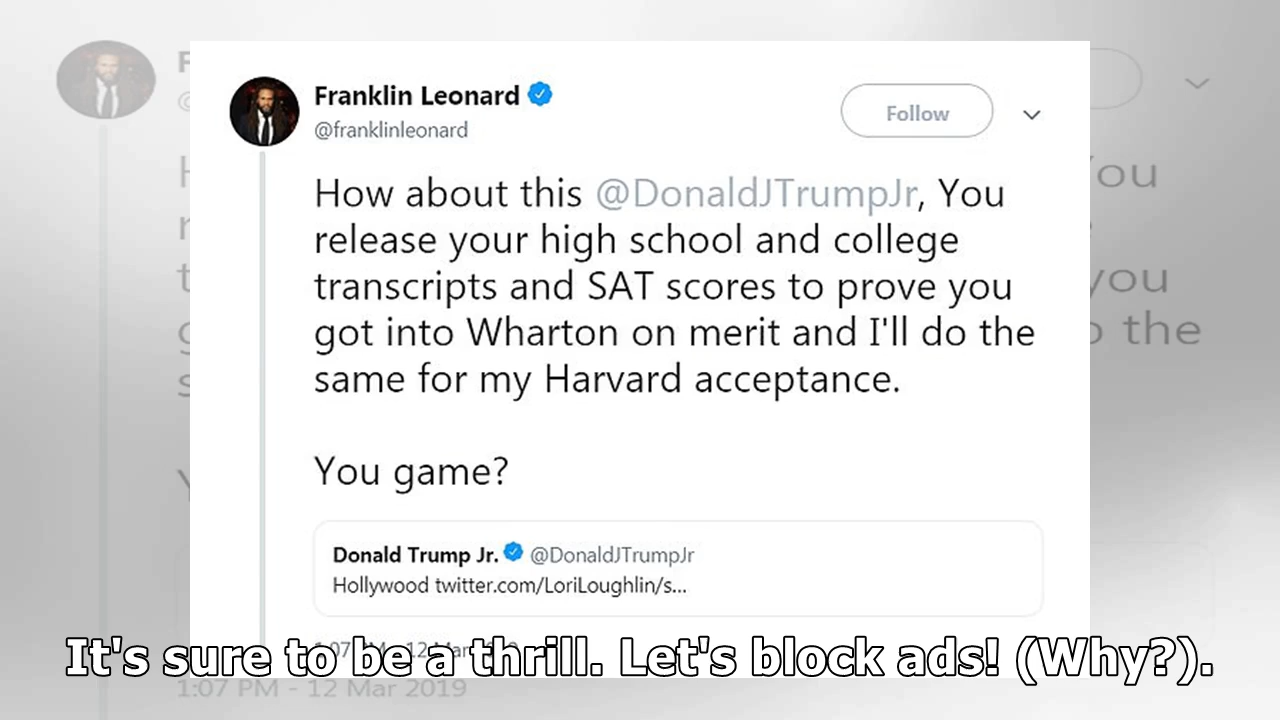 Franklin Leonard
@franklinleonard
Follow
How about this @DonaldJTrumpJr, You
release your high school and college
transcripts and SAT scores to prove you
got into Wharton on merit and I'll do the
same for my Harvard acceptance.
You game?
Donald Trump Jr. @DonaldJTrumpJr
Hollywood twitter.com/LoriLoughlin/s...
It's sure to be a thrill. Let's block ads! (Why?).
1:07 PM - 12 Mar 2019